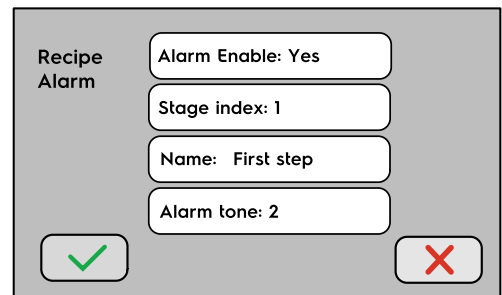 Recipe
Alarm
Alarm Enable: Yes
Stage index: 1
Name: First step
Alarm tone: 2